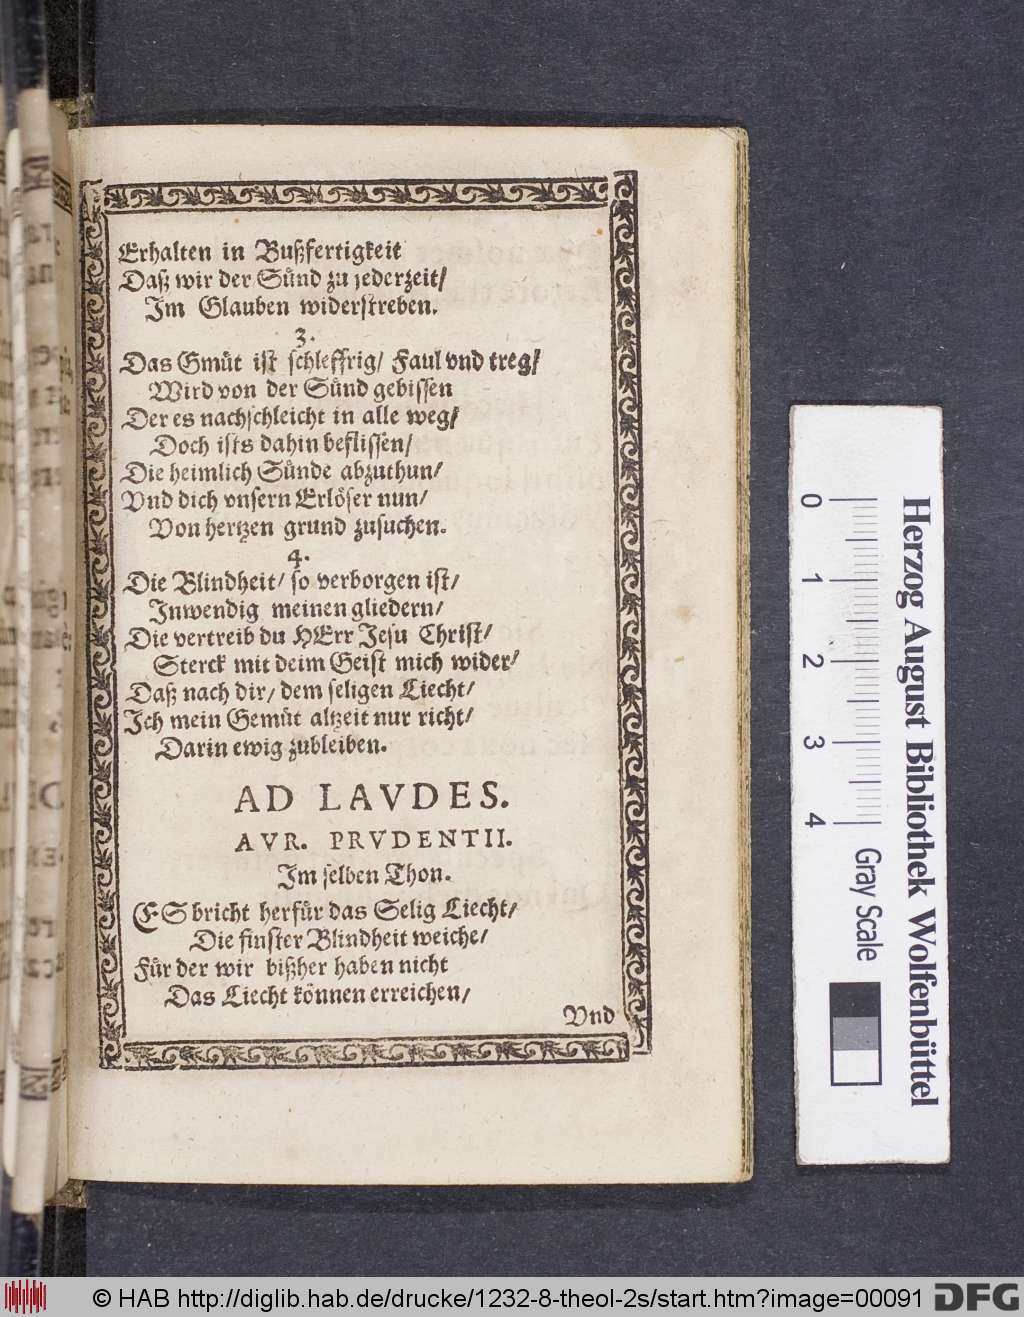 Erhalten in Bußfertigkeit
Daß wir der Sünd zu jederzeit/
Im Glauben widerstreben.
3.
Das Gmüt ist schleffrig/ Faul vnd treg/
Wird von der Sünd gebissen
Der es nachschleicht in alle weg/
Doch ists dahin beflissen/
Die heimlich Sünde abzuthun/
Vnd dich vnsern Erlöser nun/
Von hertzen grund zusuchen.
4.
Die Blindheit/ so verborgen ist/
Inwendig meinen gliedern/
Die vertreib du HErr Jesu Christ/
Sterck mit deim Geist mich wider/
Daß nach dir/ dem seligen Liecht/
Ich mein Gemüt altzeit nur richt/
Darin ewig zubleiben.
AD LAVDES.
AVR. PRVDENTII.
Im selben Thon.
ES bricht herfür das Selig Liecht/
Die finster Blindheit weiche/
Für der wir bißher haben nicht
Das Liecht können erreichen/
Vnd
Herzog August Bibliothek Wolfenbüttel
0 1 2 3 4
Gray Scale
© HAB http://diglib.hab.de/drucke/1232-8-theol-2s/start.htm?image=00091
DFG